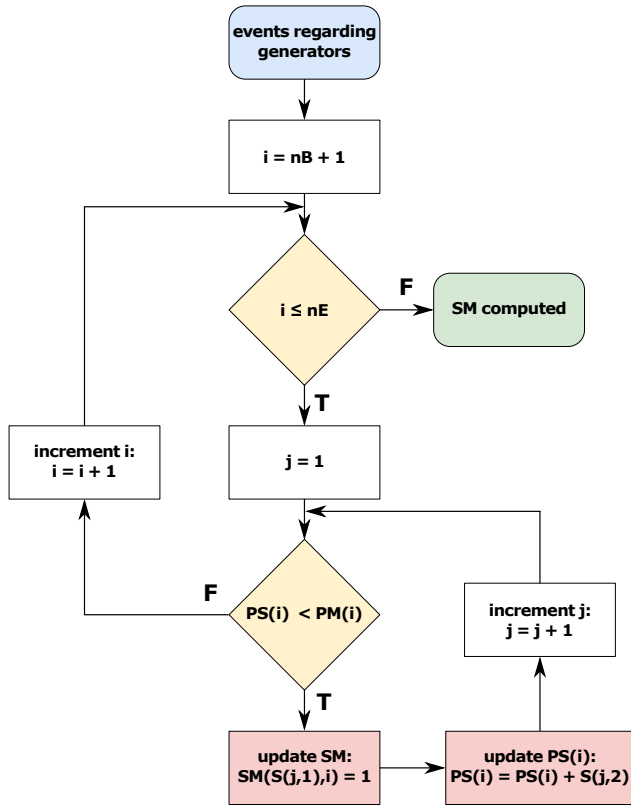 events regarding
generators
i = nB + 1
i ≤ nE
F
SM computed
T
increment i:
i = i + 1
j = 1
F
PS(i) < PM(i)
increment j:
j = j + 1
T
update SM:
SM(S(j,1),i) = 1
update PS(i):
PS(i) = PS(i) + S(j,2)